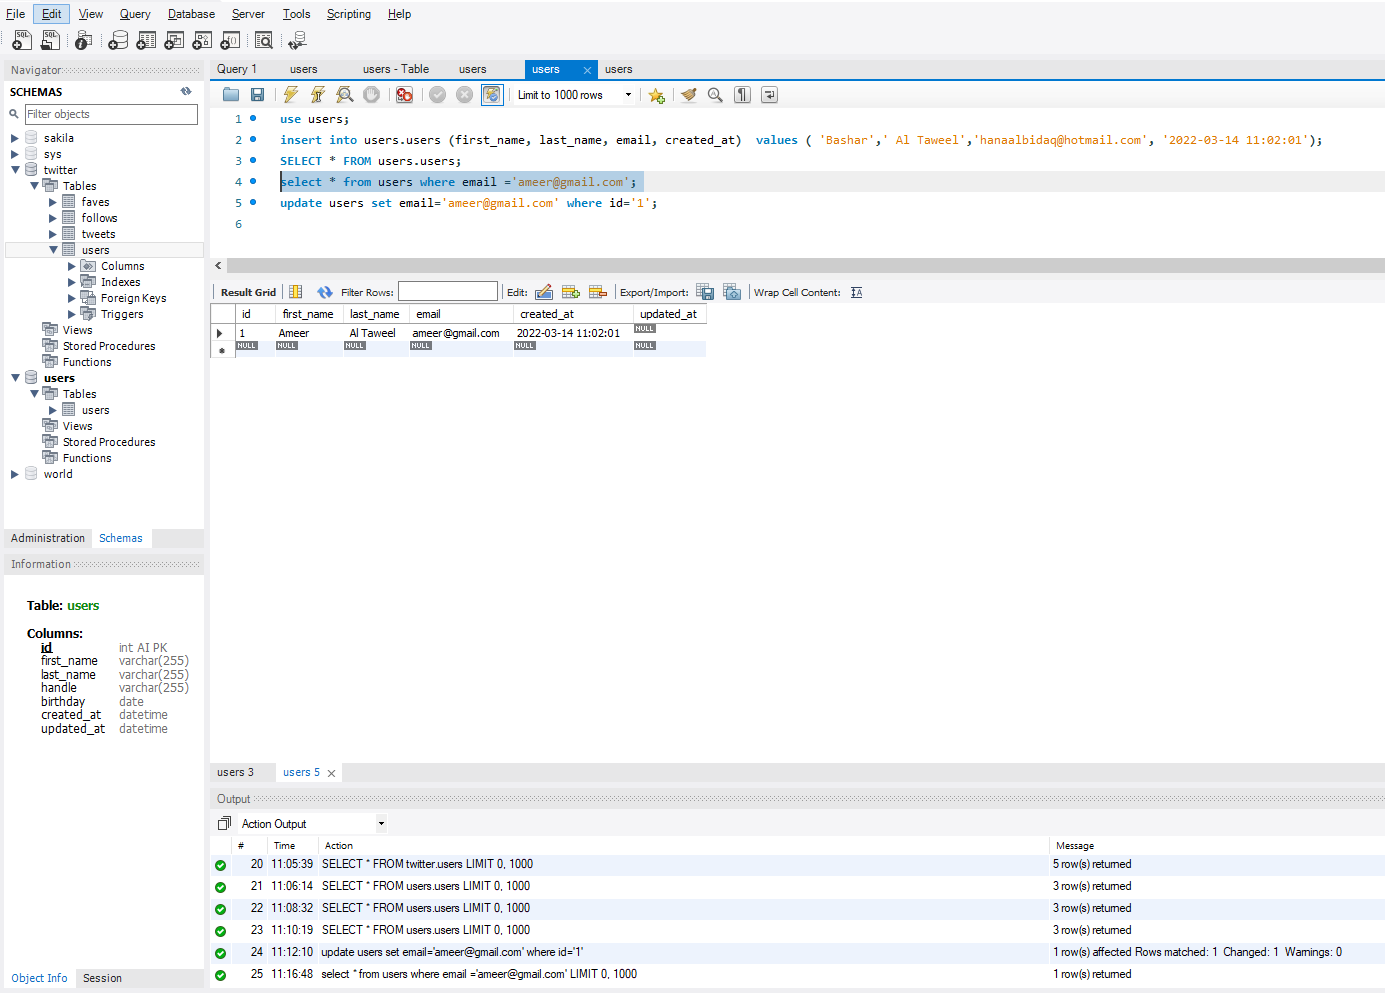 File Edit View Query Database Server Tools Scripting Help
Navigator
SCHEMAS
Filter objects
sakila
sys
twitter
Tables
faves
follows
tweets
users
Columns
Indexes
Foreign Keys
Triggers
Views
Stored Procedures
Functions
users
Tables
users
Views
Stored Procedures
Functions
world
Administration Schemas
Information
Table: users
Columns:
id int AI PK
first_name varchar(255)
last_name varchar(255)
handle varchar(255)
birthday date
created_at datetime
updated_at datetime
Object Info Session
Query 1 users users - Table users users users
Limit to 1000 rows
1 use users;
2 insert into users.users (first_name, last_name, email, created_at) values ( 'Bashar',' Al Taweel','hanaalbidaq@hotmail.com', '2022-03-14 11:02:01');
3 SELECT * FROM users.users;
4 select * from users where email ='ameer@gmail.com';
5 update users set email='ameer@gmail.com' where id='1';
6
Result Grid Filter Rows: Edit: Export/Import: Wrap Cell Content:
id first_name last_name email created_at updated_at
1 Ameer Al Taweel ameer@gmail.com 2022-03-14 11:02:01 NULL
NULL NULL NULL NULL NULL NULL
users 3 users 5
Output
Action Output
# Time Action Message
20 11:05:39 SELECT * FROM twitter.users LIMIT 0, 1000 5 row(s) returned
21 11:06:14 SELECT * FROM users.users LIMIT 0, 1000 3 row(s) returned
22 11:08:32 SELECT * FROM users.users LIMIT 0, 1000 3 row(s) returned
23 11:10:19 SELECT * FROM users.users LIMIT 0, 1000 3 row(s) returned
24 11:12:10 update users set email='ameer@gmail.com' where id='1' 1 row(s) affected Rows matched: 1 Changed: 1 Warnings: 0
25 11:16:48 select * from users where email ='ameer@gmail.com' LIMIT 0, 1000 1 row(s) returned